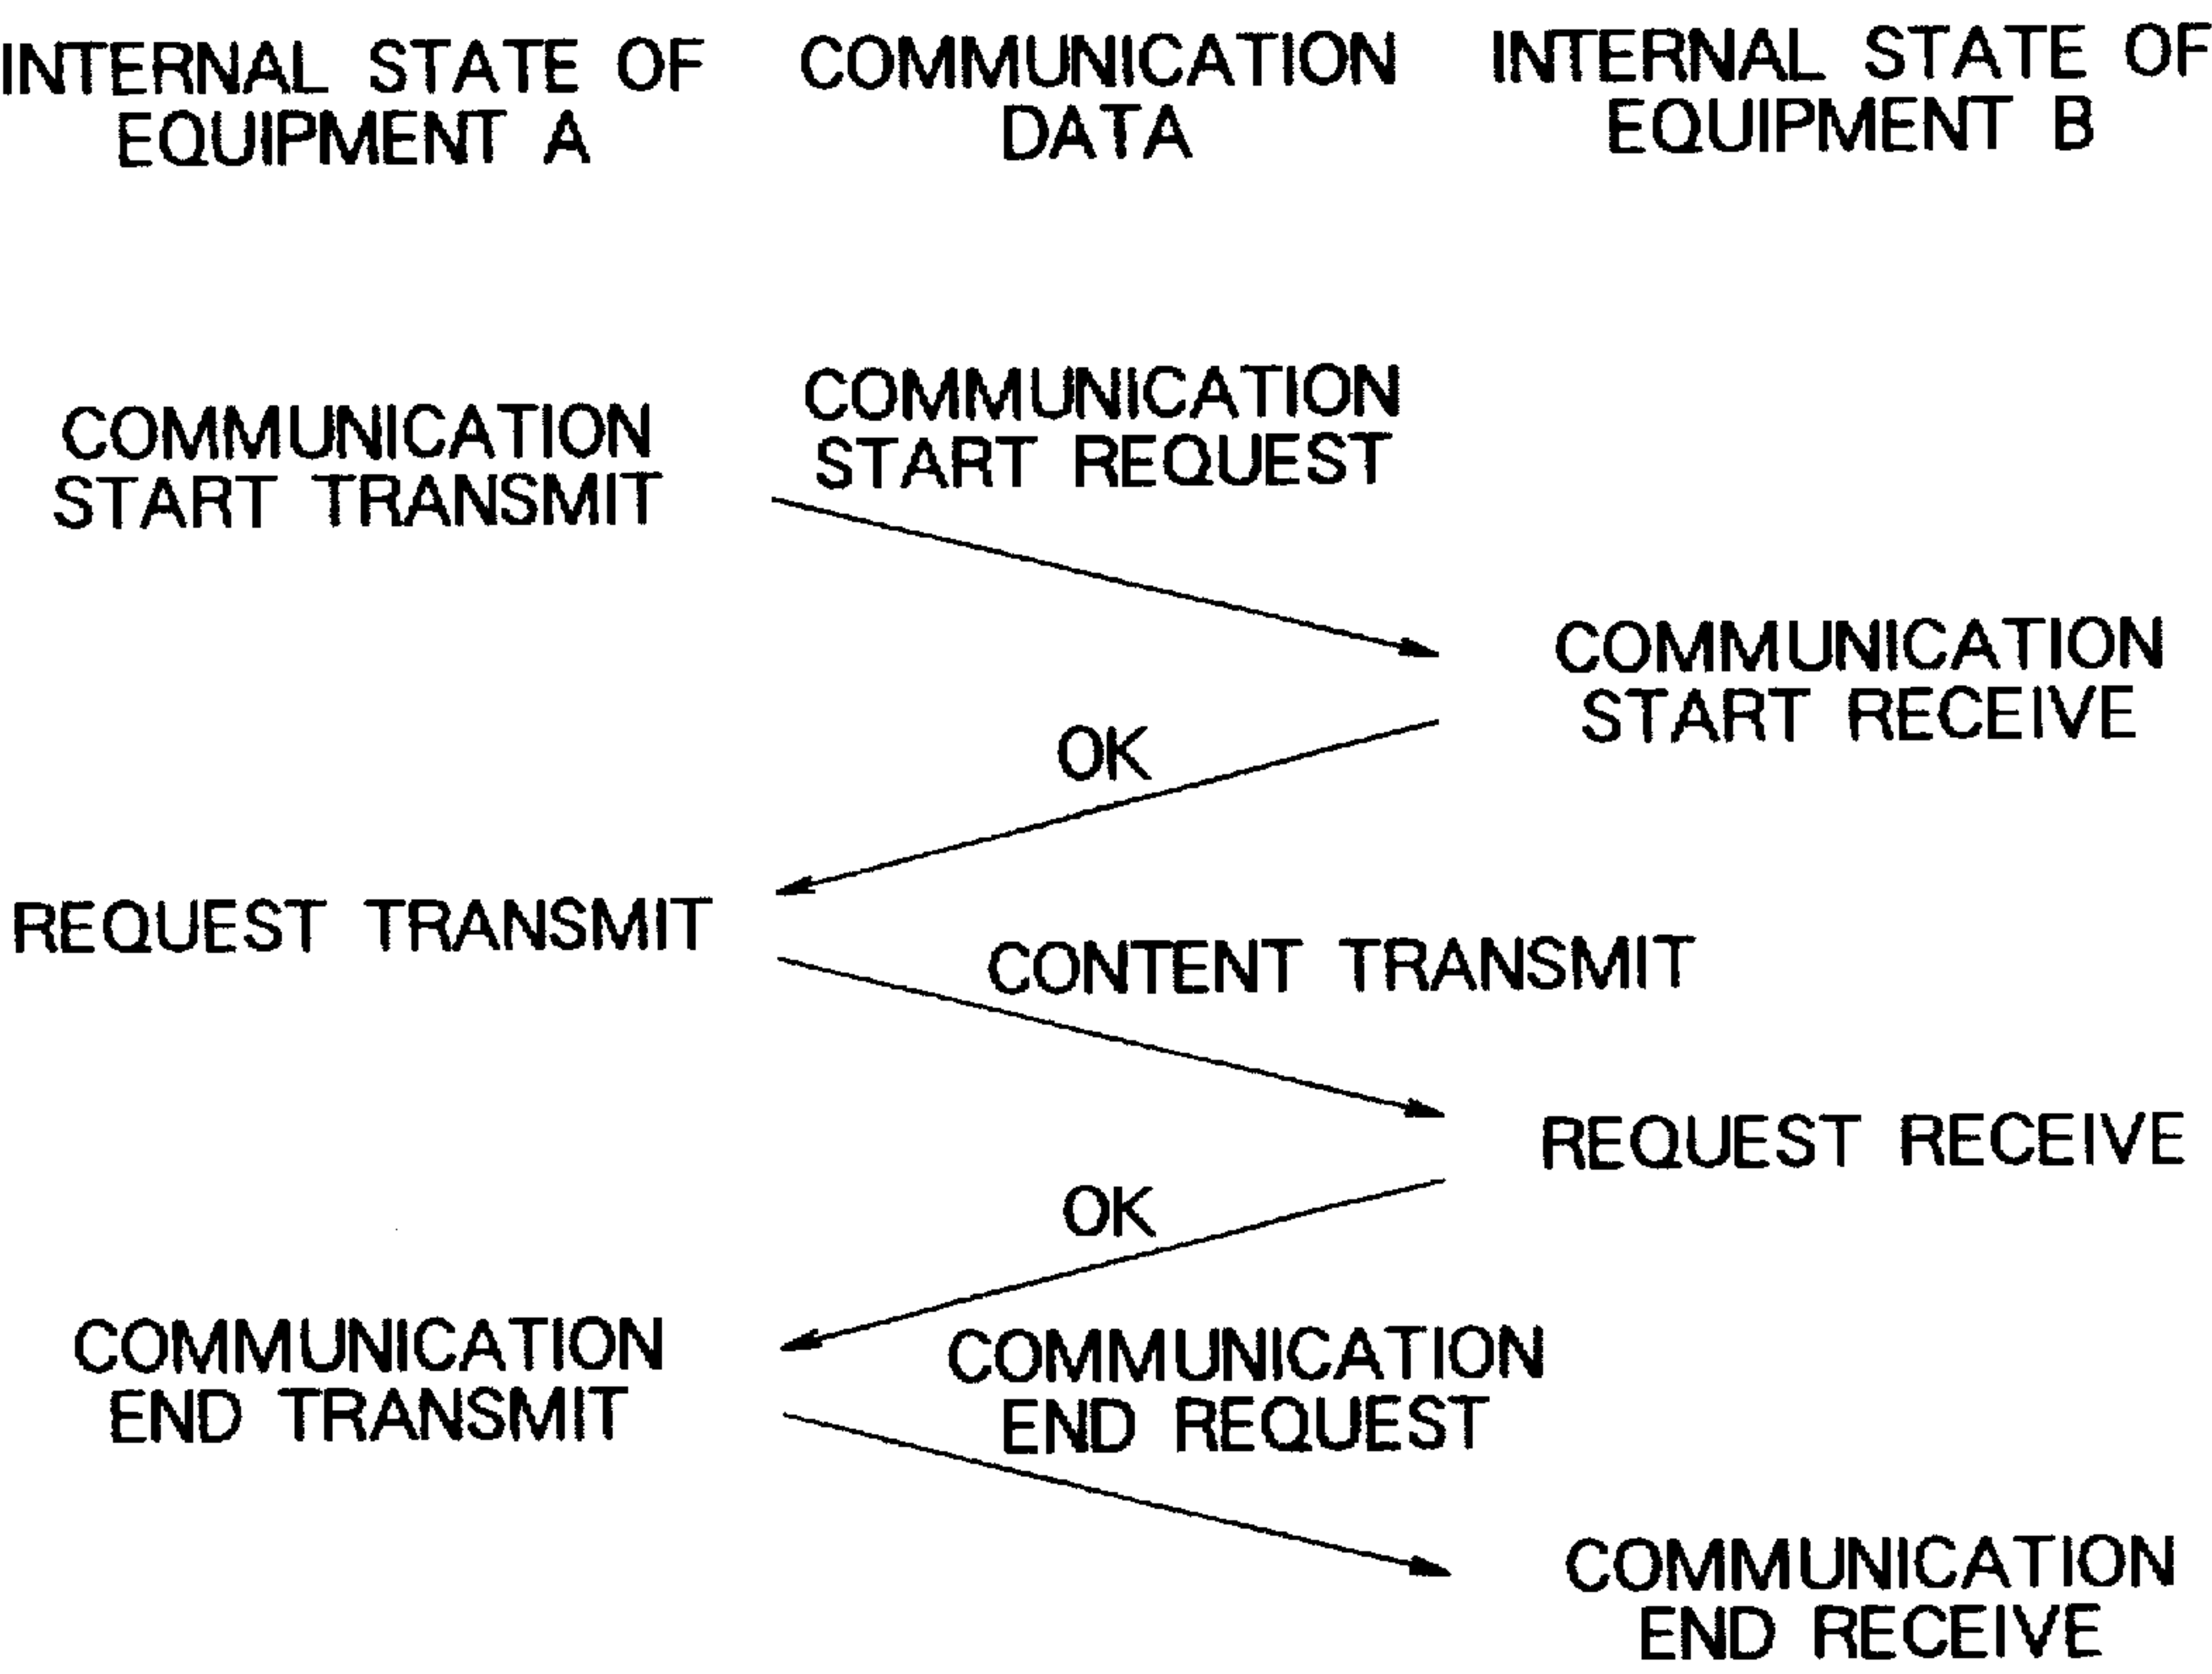 INTERNAL STATE OF
EQUIPMENT A
COMMUNICATION
DATA
INTERNAL STATE OF
EQUIPMENT B
COMMUNICATION
START TRANSMIT
COMMUNICATION
START REQUEST
COMMUNICATION
START RECEIVE
OK
REQUEST TRANSMIT
CONTENT TRANSMIT
REQUEST RECEIVE
OK
COMMUNICATION
END TRANSMIT
COMMUNICATION
END REQUEST
COMMUNICATION
END RECEIVE